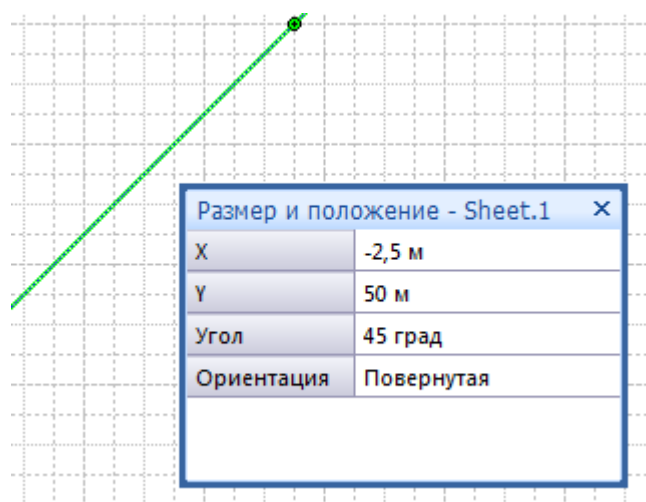 Размер и положение - Sheet.1
X -2,5 м
Y 50 м
Угол 45 град
Ориентация Повернутая